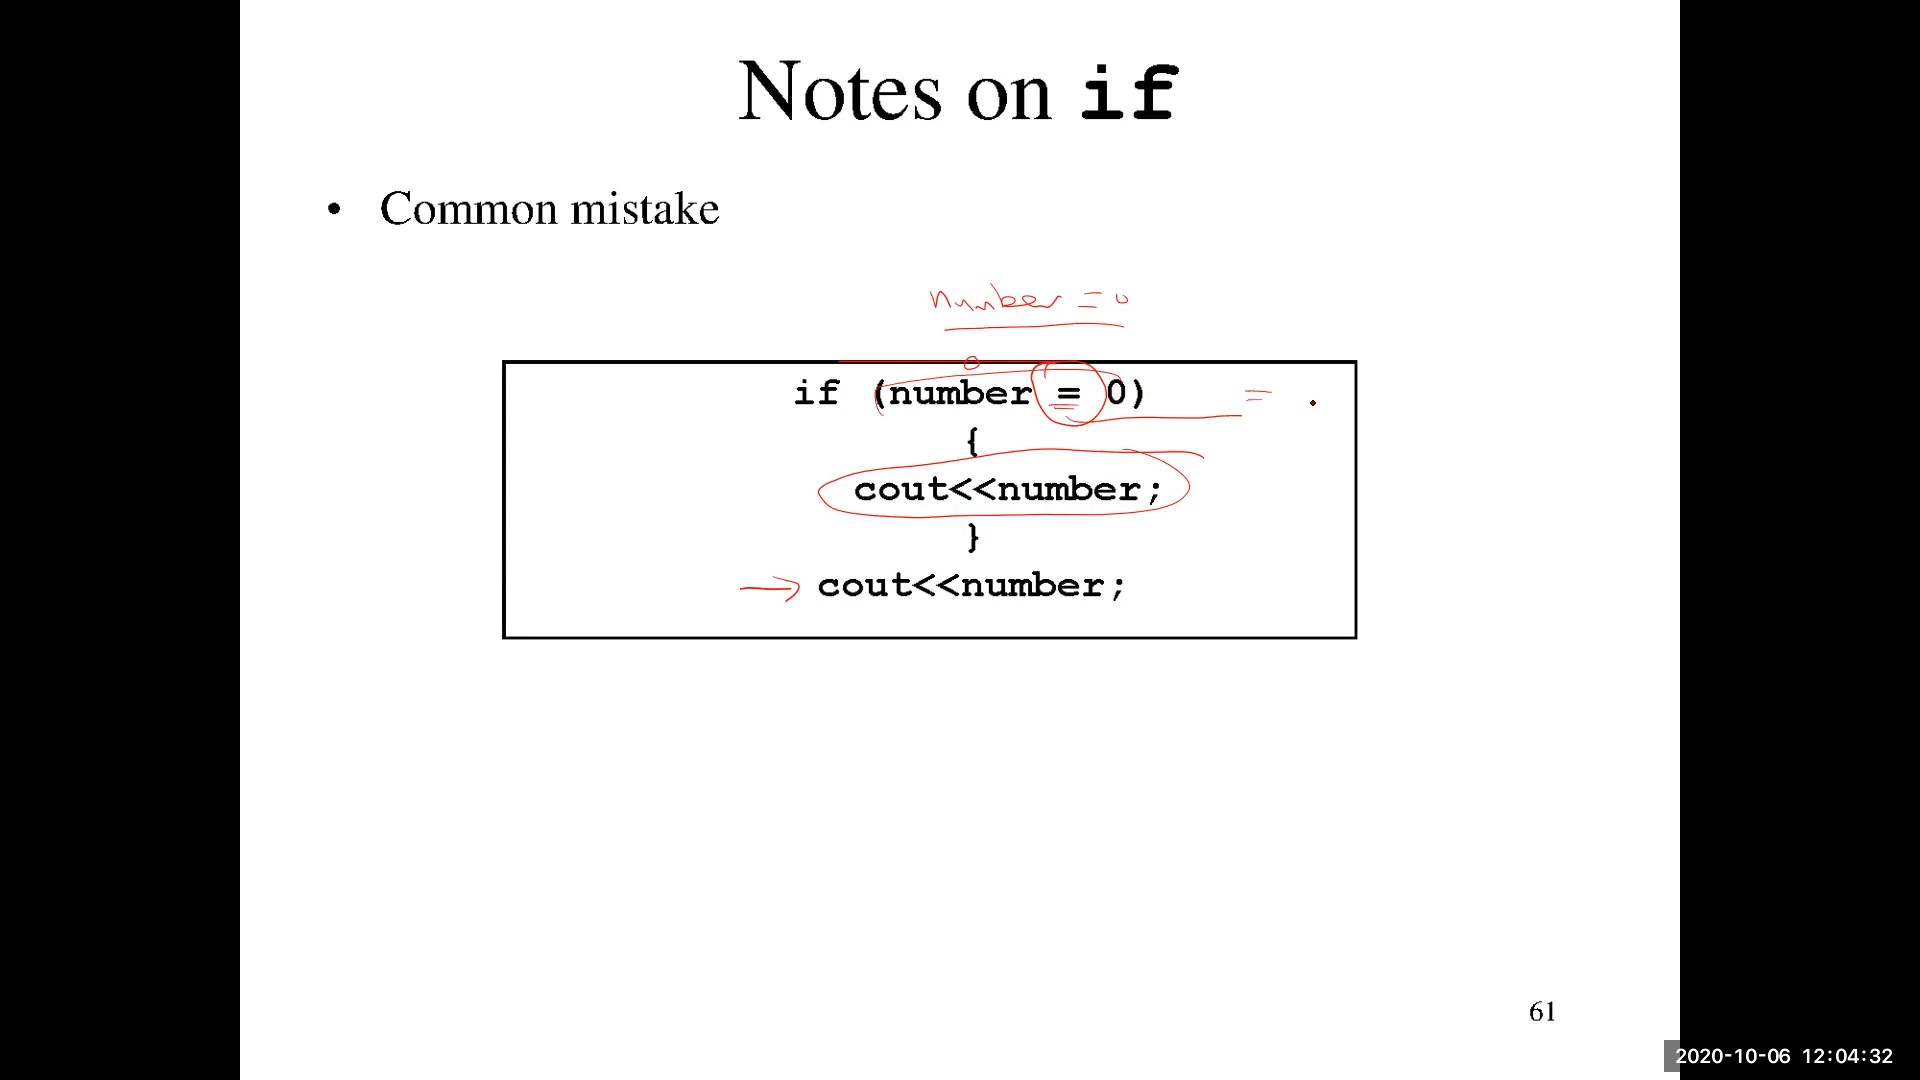 Notes on if
• Common mistake
number = 0
0
if (number = 0)
=
{
cout<<number;
}
cout<<number;
61
2020-10-06 12:04:32